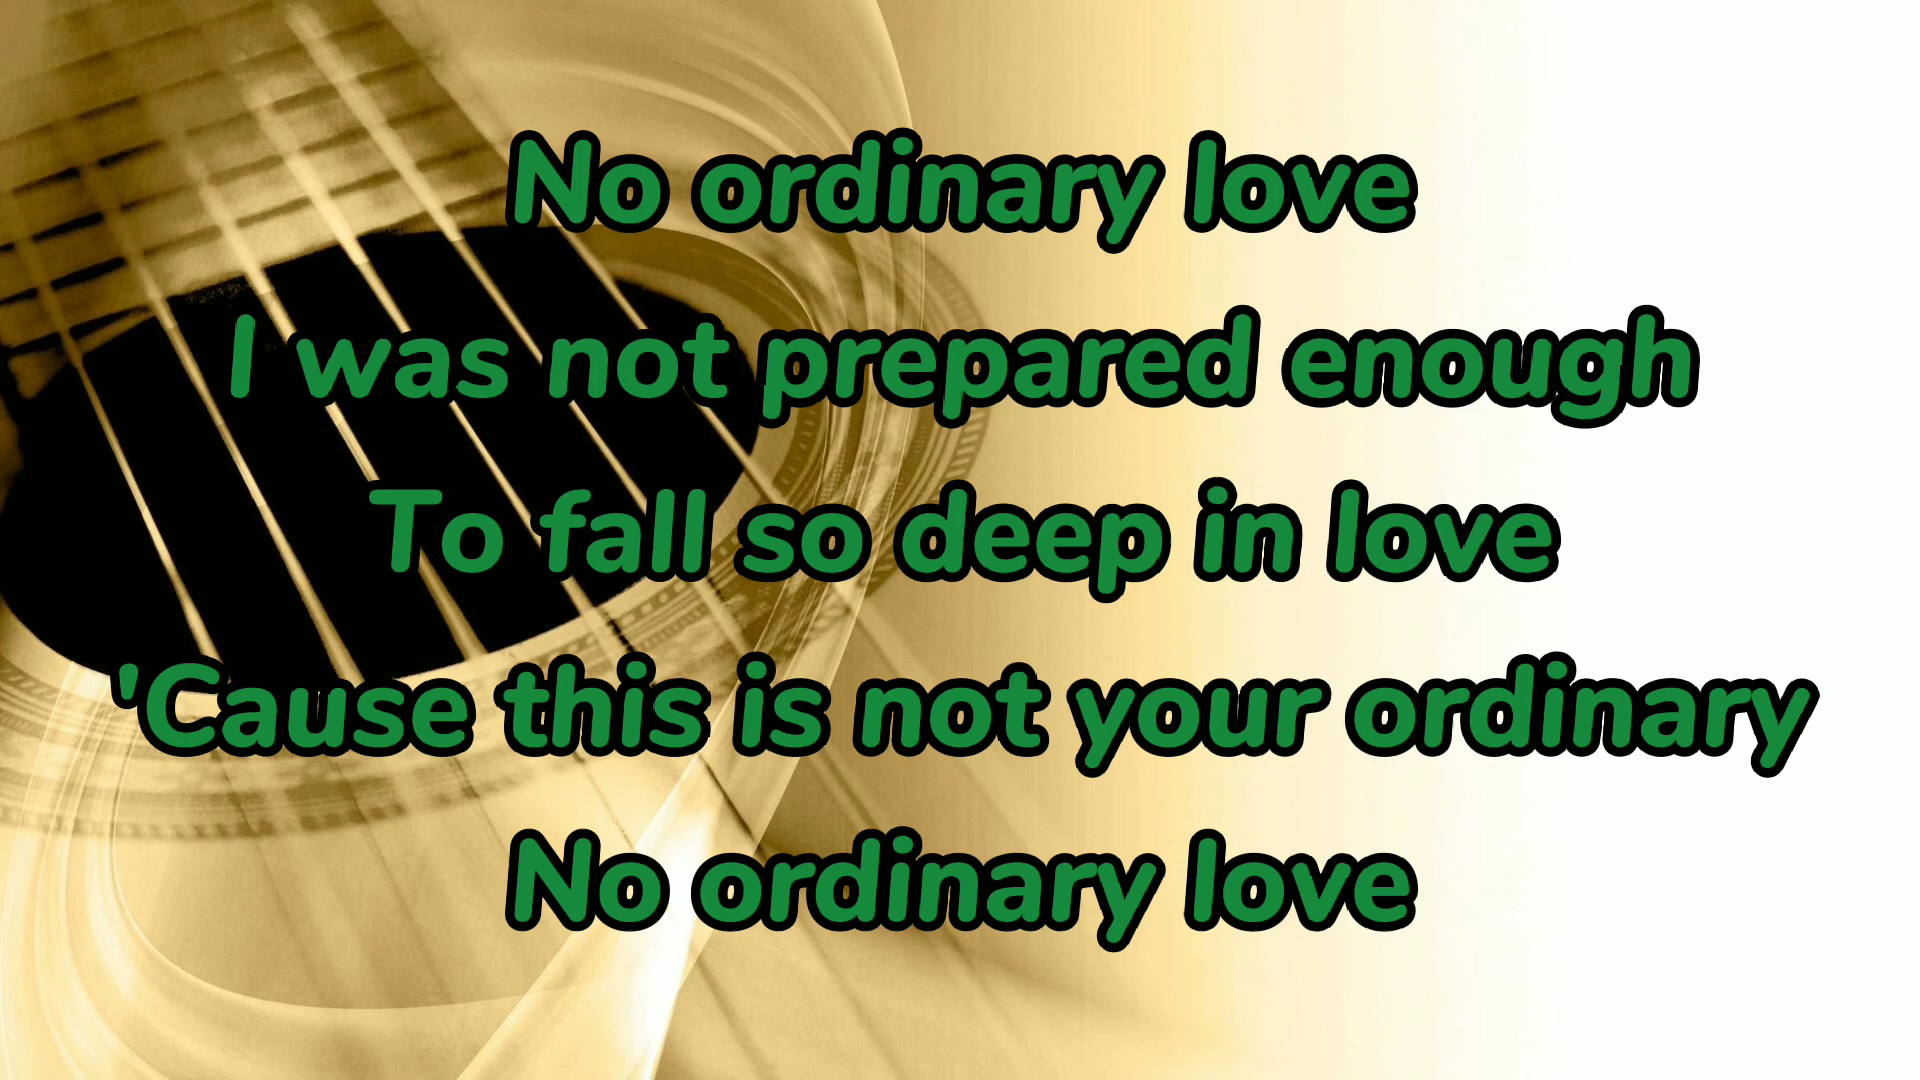 No ordinary love
I was not prepared enough
To fall so deep in love
'Cause this is not your ordinary
No ordinary love